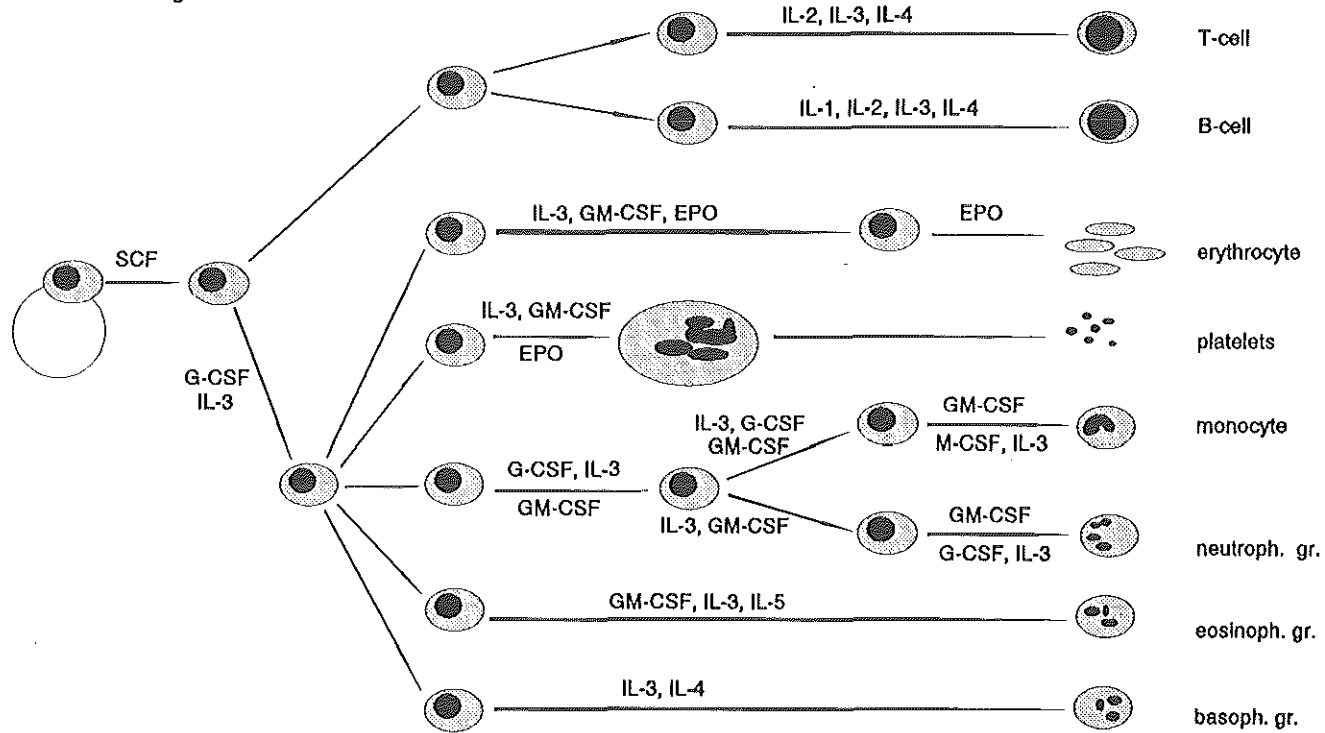 IL-2, IL-3, IL-4
T-cell
IL-1, IL-2, IL-3, IL-4
B-cell
IL-3, GM-CSF, EPO
EPO
erythrocyte
SCF
IL-3, GM-CSF
EPO
platelets
G-CSF
IL-3
IL-3, G-CSF
GM-CSF
GM-CSF
M-CSF, IL-3
monocyte
G-CSF, IL-3
GM-CSF
IL-3, GM-CSF
GM-CSF
G-CSF, IL-3
neutroph. gr.
GM-CSF, IL-3, IL-5
eosinoph. gr.
IL-3, IL-4
basoph. gr.